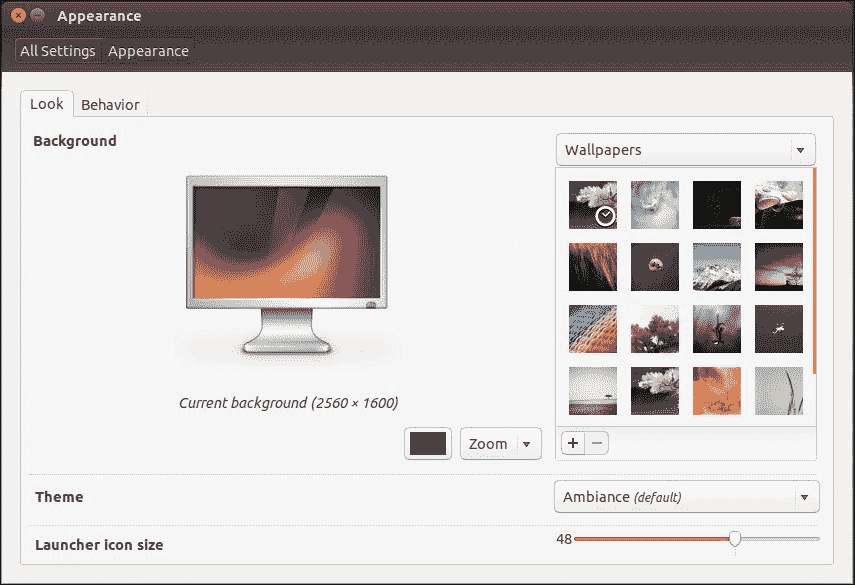 Appearance
All Settings Appearance
Look Behavior
Background
Wallpapers
Current background (2560 × 1600)
Zoom
Theme
Ambiance (default)
Launcher icon size
48